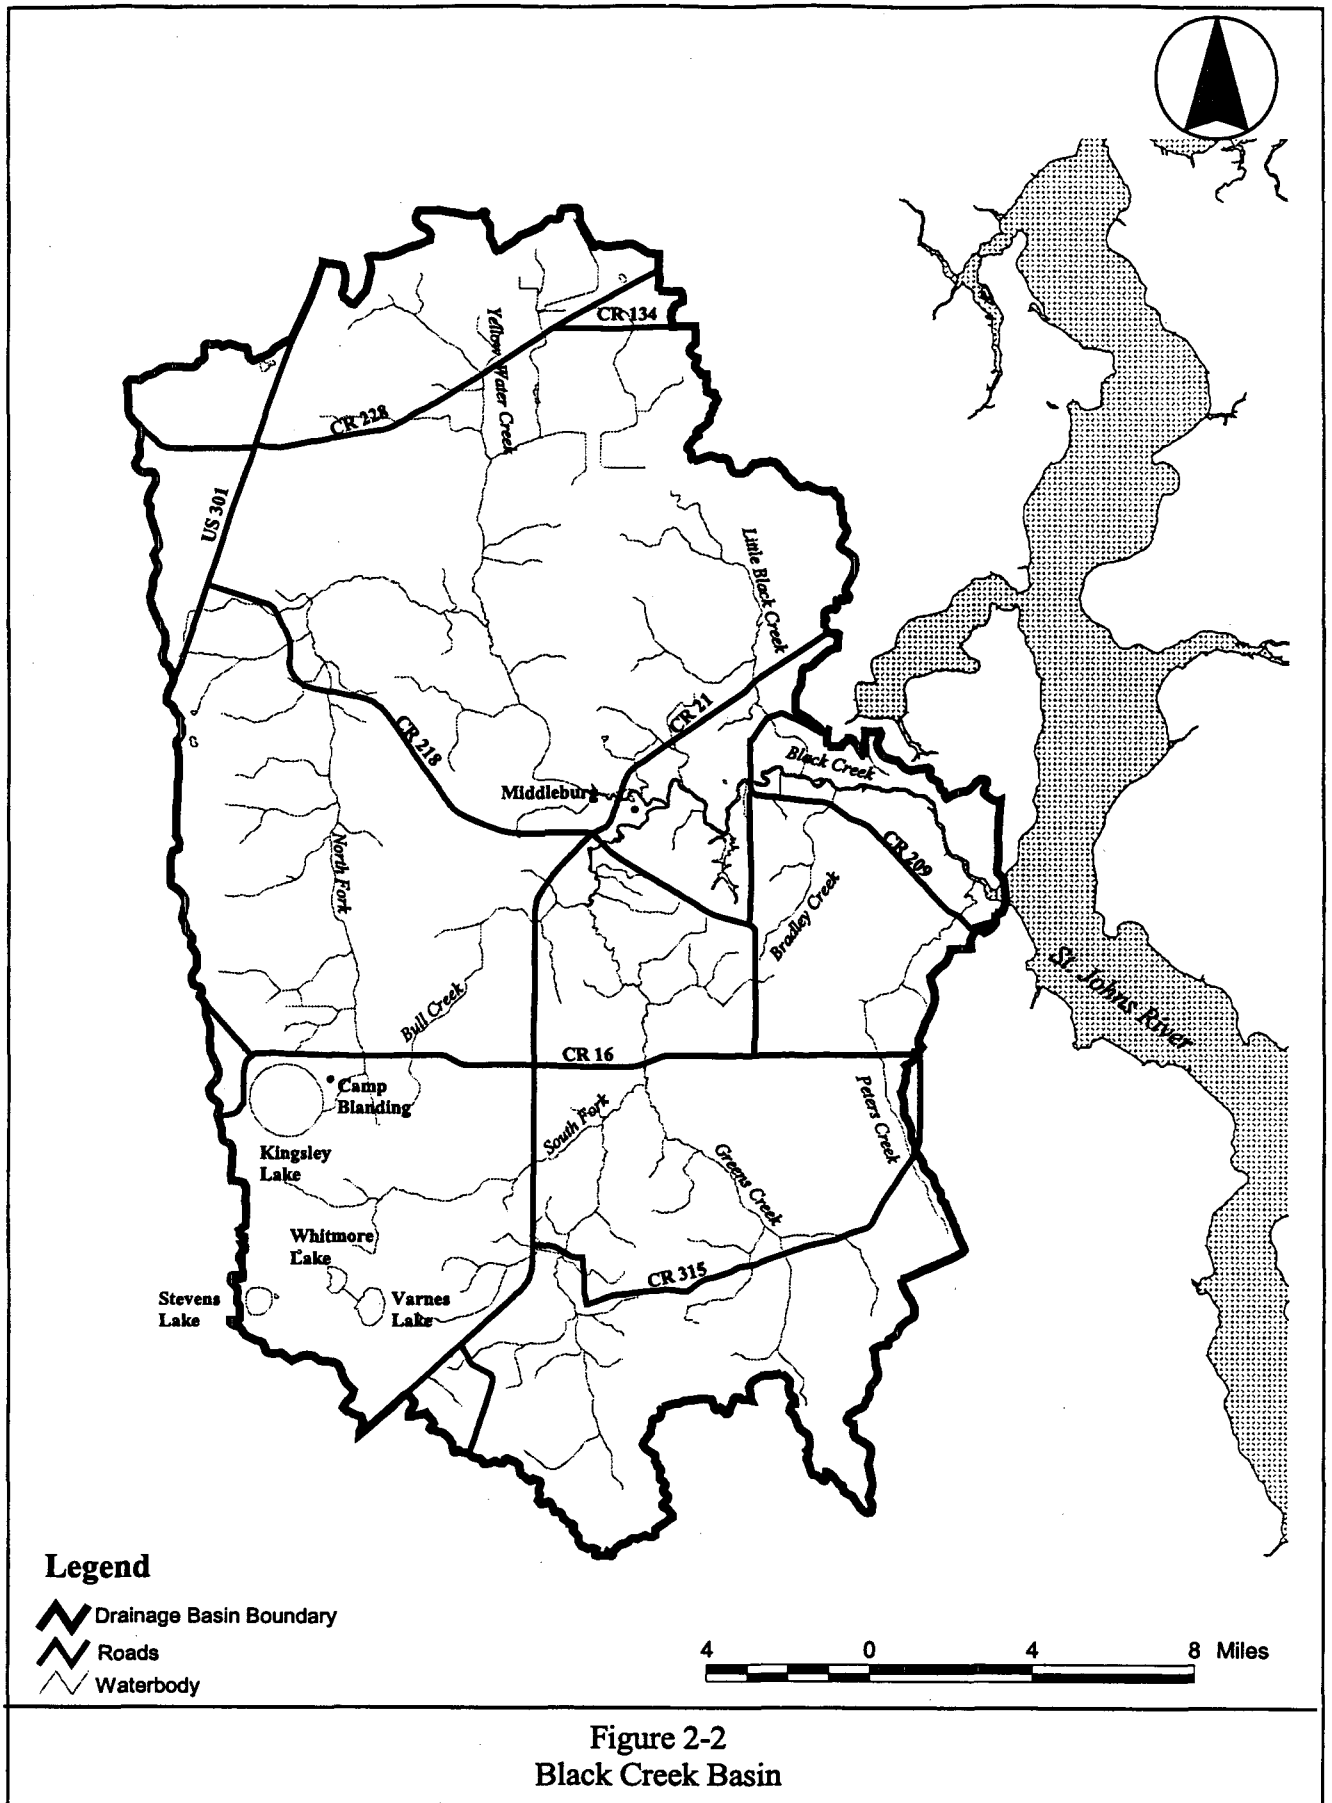 CR 134
Yellow Water Creek
CR 228
US 301
Little Black Creek
CR 21
CR 218
Black Creek
Middleburg
CR 209
North Fork
Bradley Creek
St. Johns River
Bull Creek
CR 16
Camp
Blanding
Peters Creek
South Fork
Kingsley
Lake
Greens Creek
Whitmore
Lake
CR 315
Stevens
Lake
Varnes
Lake
Legend
Drainage Basin Boundary
Roads
Waterbody
4 0 4 8 Miles
Figure 2-2
Black Creek Basin